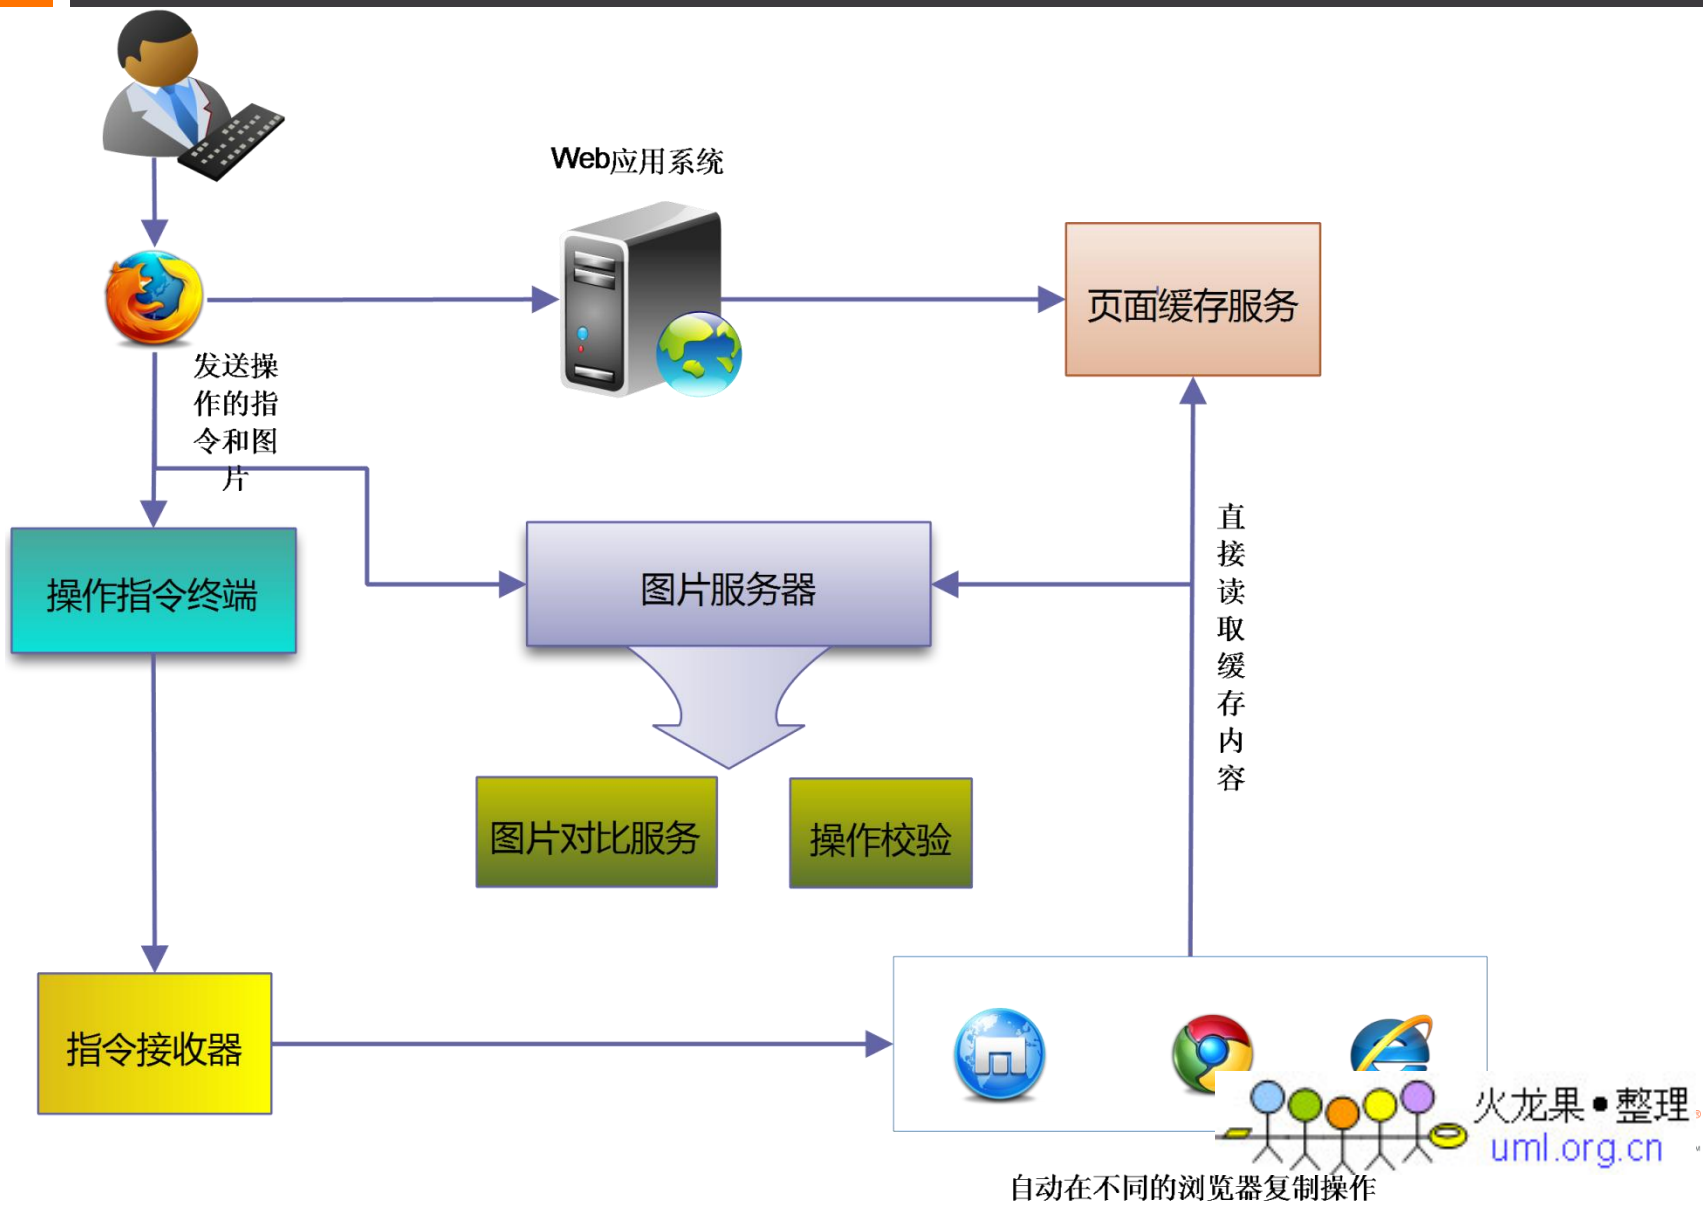 Web应用系统
页面缓存服务
发送操
作的指
令和图
片
操作指令终端
图片服务器
直
接
读
取
缓
存
内
容
图片对比服务
操作校验
指令接收器
火龙果●整理
uml.org.cn
自动在不同的浏览器复制操作